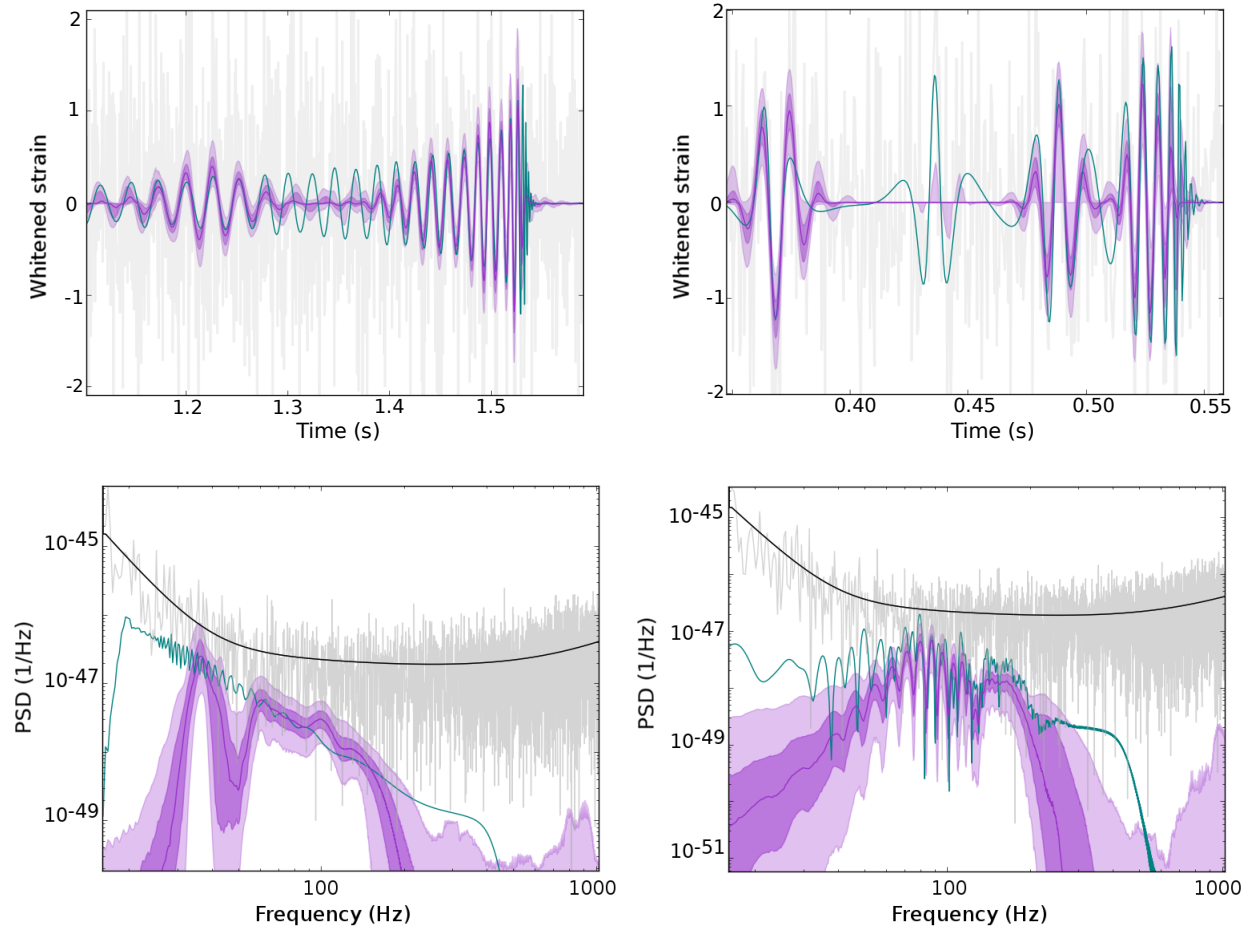 2
1
0
-1
-2
Whitened strain
1.2 1.3 1.4 1.5
Time (s)
2
1
0
-1
-2
Whitened strain
0.40 0.45 0.50 0.55
Time (s)
10-45
10-47
10-49
PSD (1/Hz)
100 1000
Frequency (Hz)
10-45
10-47
10-49
10-51
PSD (1/Hz)
100 1000
Frequency (Hz)